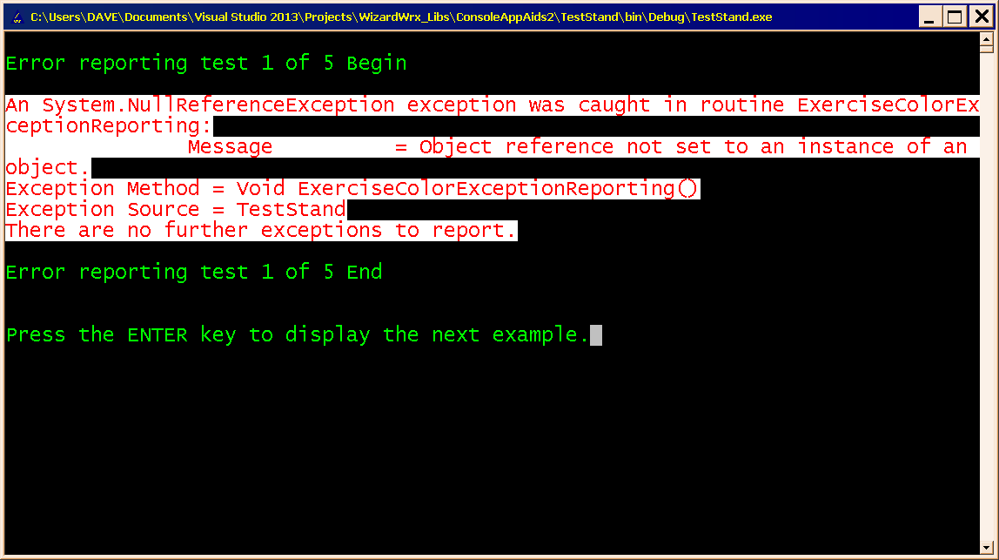 C:\Users\DAVE\Documents\Visual Studio 2013\Projects\WizardWrx_Libs\ConsoleAppAids2\TestStand\bin\Debug\TestStand.exe
Error reporting test 1 of 5 Begin
An System.NullReferenceException exception was caught in routine ExerciseColorEx
ceptionReporting:
Message = Object reference not set to an instance of an
object.
Exception Method = Void ExerciseColorExceptionReporting()
Exception Source = TestStand
There are no further exceptions to report.
Error reporting test 1 of 5 End
Press the ENTER key to display the next example.